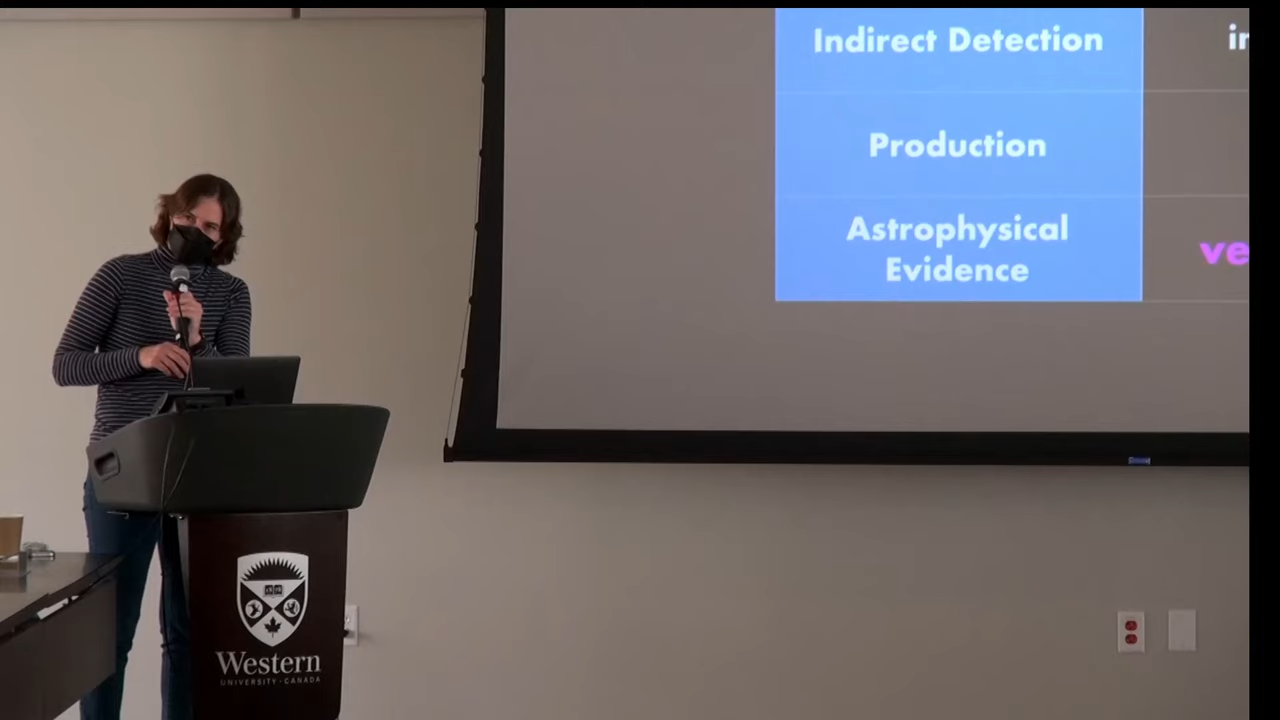 Indirect Detection
Production
Astrophysical
Evidence
Western
UNIVERSITY · CANADA